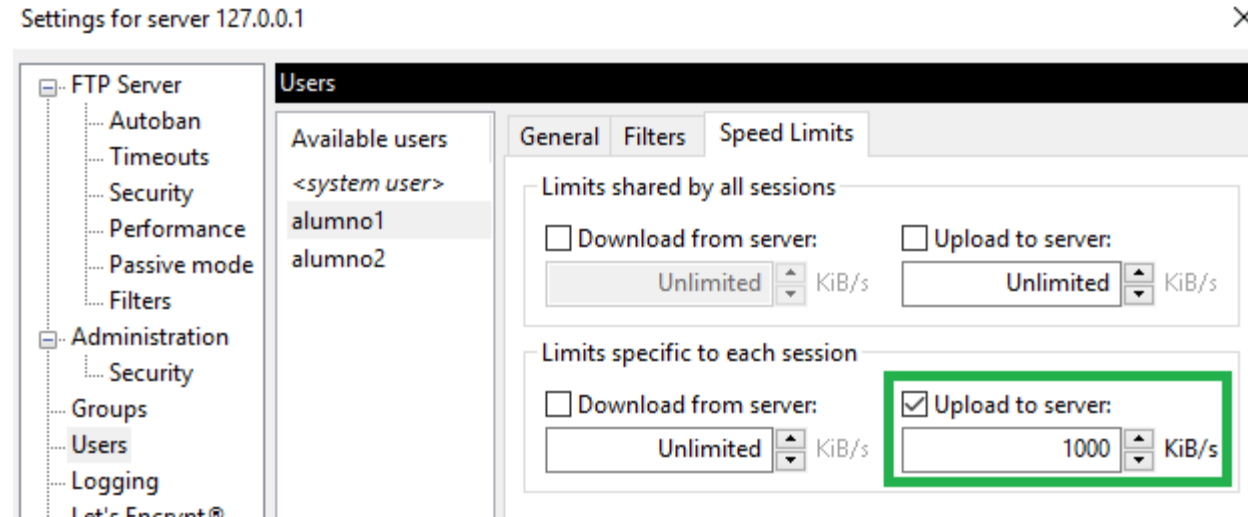 Settings for server 127.0.0.1
FTP Server
Autoban
Timeouts
Security
Performance
Passive mode
Filters
Administration
Security
Groups
Users
Logging
Let's Encrypt®
Users
Available users
<system user>
alumno1
alumno2
General Filters Speed Limits
Limits shared by all sessions
Download from server: Upload to server:
Unlimited KiB/s Unlimited KiB/s
Limits specific to each session
Download from server: Upload to server:
Unlimited KiB/s 1000 KiB/s